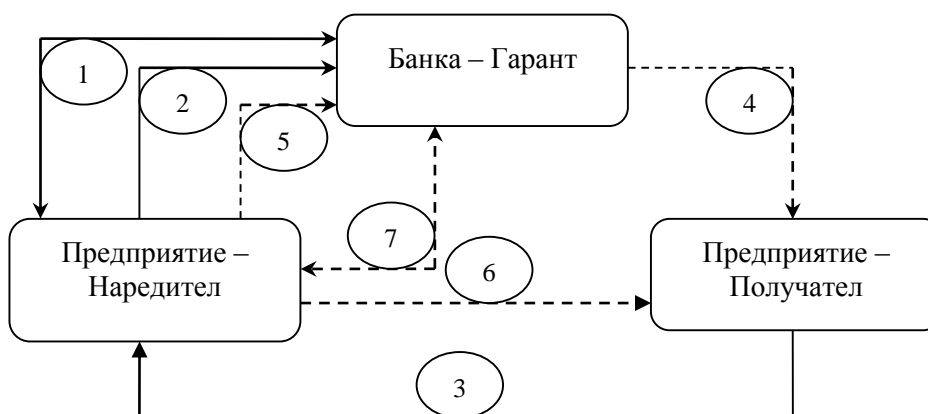 1
2
Банка – Гарант
4
5
Предприятие –
Наредител
7
6
Предприятие –
Получател
3